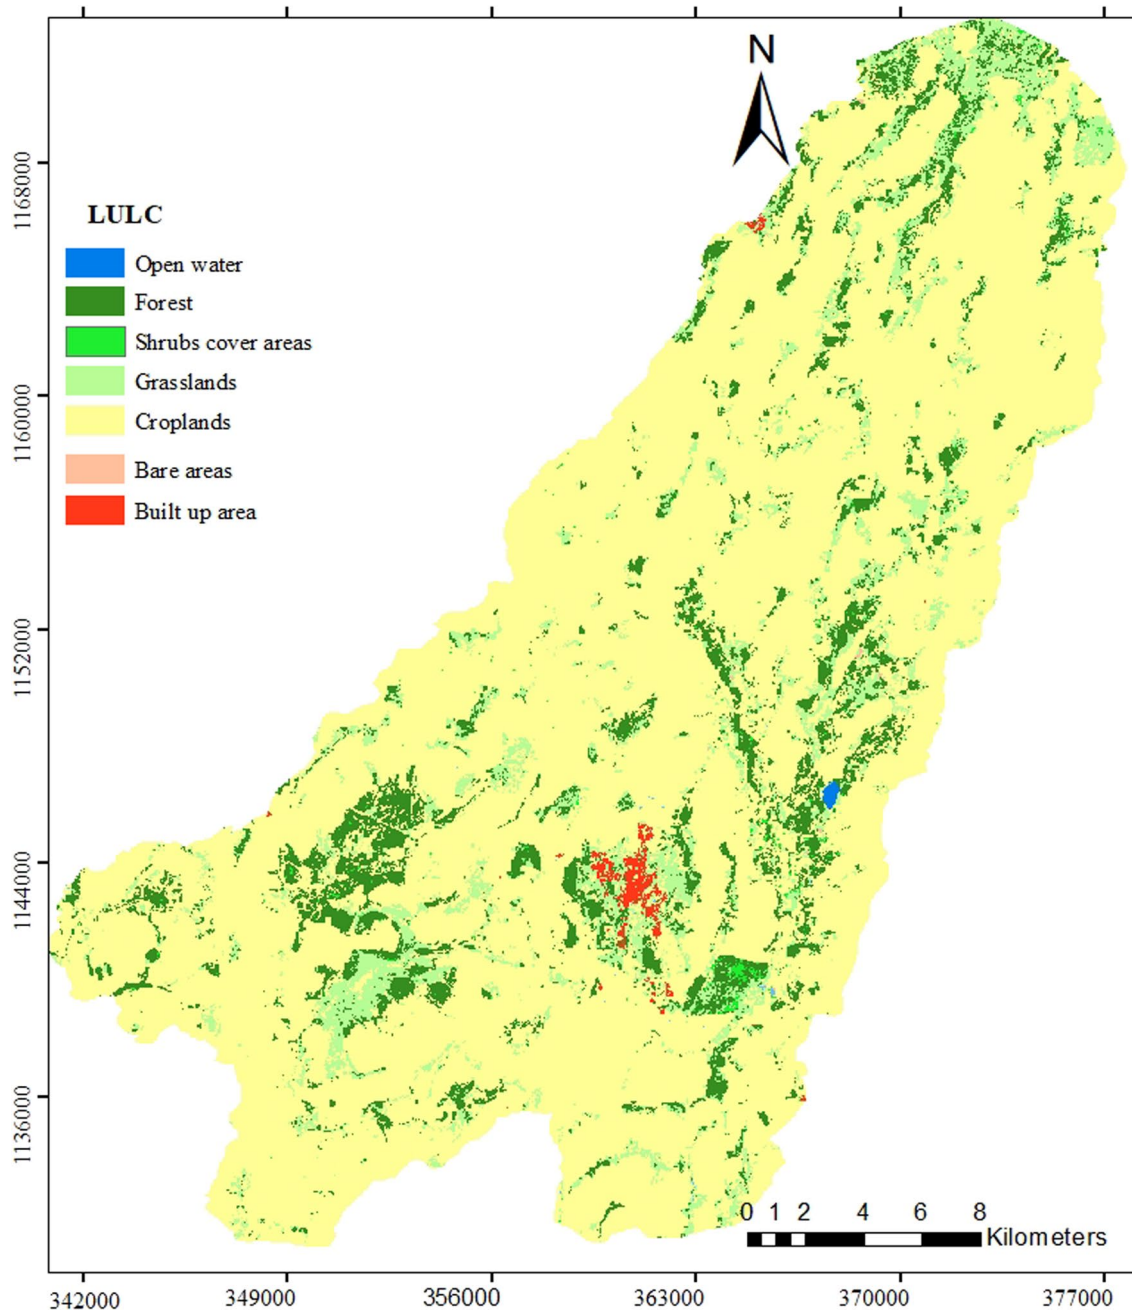 N
LULC
Open water
Forest
Shrubs cover areas
Grasslands
Croplands
Bare areas
Built up area
1168000
1160000
1152000
1144000
1136000
0 1 2 4 6 8
Kilometers
342000 349000 356000 363000 370000 377000